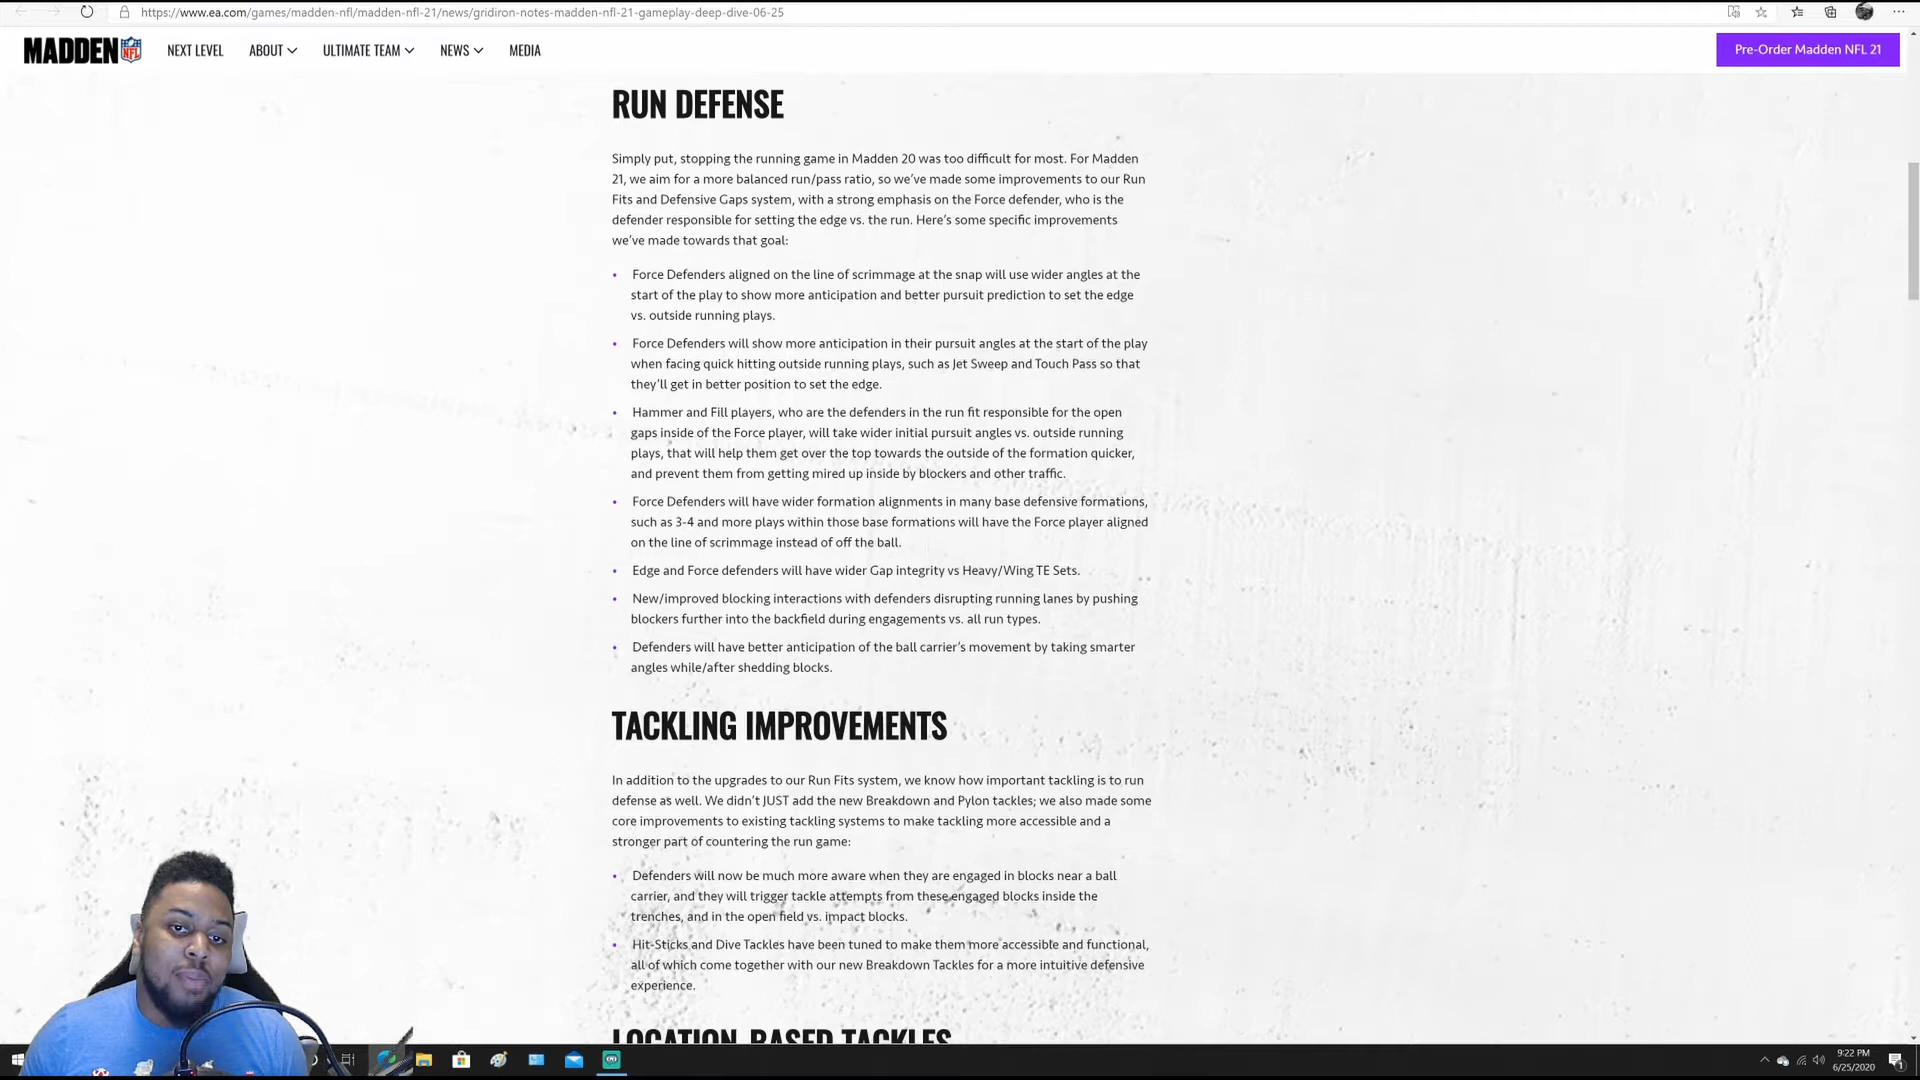 https://www.ea.com/games/madden-nfl/madden-nfl-21/news/gridiron-notes-madden-nfl-21-gameplay-deep-dive-06-25
MADDEN NFL
NEXT LEVEL
ABOUT
ULTIMATE TEAM
NEWS
MEDIA
Pre-Order Madden NFL 21
RUN DEFENSE
Simply put, stopping the running game in Madden 20 was too difficult for most. For Madden
21, we aim for a more balanced run/pass ratio, so we've made some improvements to our Run
Fits and Defensive Gaps system, with a strong emphasis on the Force defender, who is the
defender responsible for setting the edge vs. the run. Here's some specific improvements
we've made towards that goal:
• Force Defenders aligned on the line of scrimmage at the snap will use wider angles at the
start of the play to show more anticipation and better pursuit prediction to set the edge
vs. outside running plays.
• Force Defenders will show more anticipation in their pursuit angles at the start of the play
when facing quick hitting outside running plays, such as Jet Sweep and Touch Pass so that
they'll get in better position to set the edge.
• Hammer and Fill players, who are the defenders in the run fit responsible for the open
gaps inside of the Force player, will take wider initial pursuit angles vs. outside running
plays, that will help them get over the top towards the outside of the formation quicker,
and prevent them from getting mired up inside by blockers and other traffic.
• Force Defenders will have wider formation alignments in many base defensive formations,
such as 3-4 and more plays within those base formations will have the Force player aligned
on the line of scrimmage instead of off the ball.
• Edge and Force defenders will have wider Gap integrity vs Heavy/Wing TE Sets.
• New/improved blocking interactions with defenders disrupting running lanes by pushing
blockers further into the backfield during engagements vs. all run types.
• Defenders will have better anticipation of the ball carrier's movement by taking smarter
angles while/after shedding blocks.
TACKLING IMPROVEMENTS
In addition to the upgrades to our Run Fits system, we know how important tackling is to run
defense as well. We didn't JUST add the new Breakdown and Pylon tackles; we also made some
core improvements to existing tackling systems to make tackling more accessible and a
stronger part of countering the run game:
• Defenders will now be much more aware when they are engaged in blocks near a ball
carrier, and they will trigger tackle attempts from these engaged blocks inside the
trenches, and in the open field vs. impact blocks.
• Hit-Sticks and Dive Tackles have been tuned to make them more accessible and functional,
all of which come together with our new Breakdown Tackles for a more intuitive defensive
experience.
LOCATION-BASED TACKLES
9:22 PM
6/25/2020